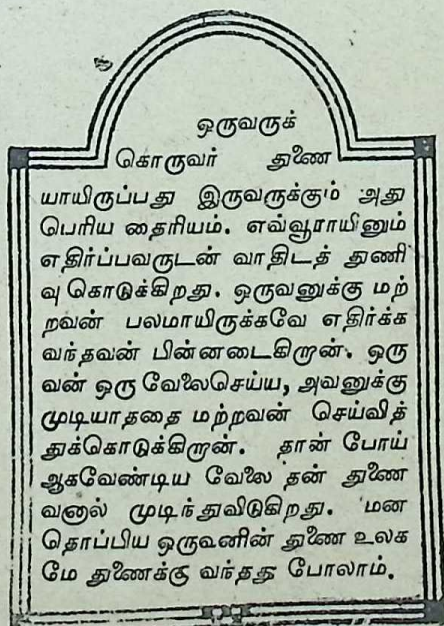 ஒருவருக்
கொருவர் துணை
யாயிருப்பது இருவருக்கும் அது
பெரிய தைரியம். எவ்வூராயினும்
எதிர்ப்பவருடன் வாதிடத் துணி
வு கொடுக்கிறது. ஒருவனுக்கு மற்
றவன் பலமாயிருக்கவே எதிர்க்க
வந்தவன் பின்னடைகிறான். ஒரு
வன் ஒரு வேலைசெய்ய, அவனுக்கு
முடியாததை மற்றவன் செய்வித்
துக்கொடுக்கிறான். தான் போய்
ஆகவேண்டிய வேலை தன் துணை
வனால் முடிந்துவிடுகிறது. மன
தொப்பிய ஒருவனின் துணை உலக
மே துணைக்கு வந்தது போலாம்.